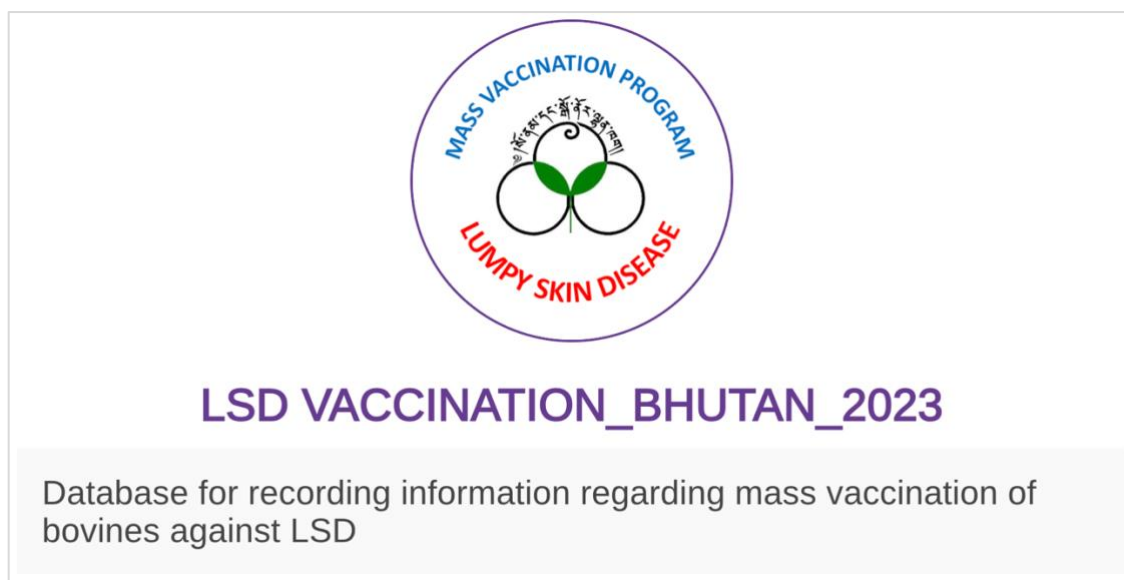 MASS VACCINATION PROGRAM
LUMPY SKIN DISEASE
LSD VACCINATION_BHUTAN_2023
Database for recording information regarding mass vaccination of
bovines against LSD